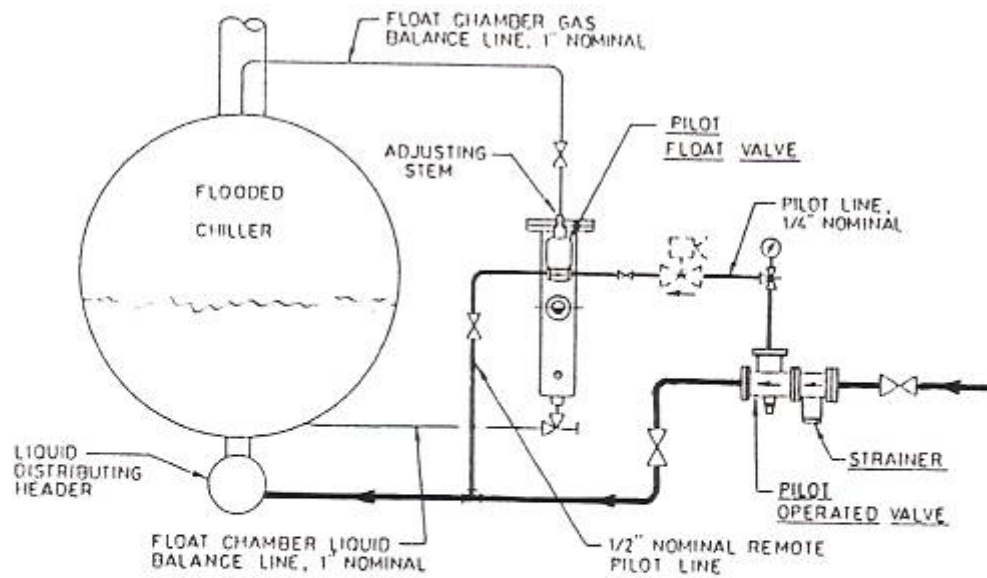 FLOAT CHAMBER GAS
BALANCE LINE, 1" NOMINAL
PILOT
FLOAT VALVE
ADJUSTING
STEM
FLOODED
CHILLER
PILOT LINE,
1/4" NOMINAL
LIQUID
DISTRIBUTING
HEADER
STRAINER
PILOT
OPERATED VALVE
FLOAT CHAMBER LIQUID
BALANCE LINE, 1" NOMINAL
1/2" NOMINAL REMOTE
PILOT LINE